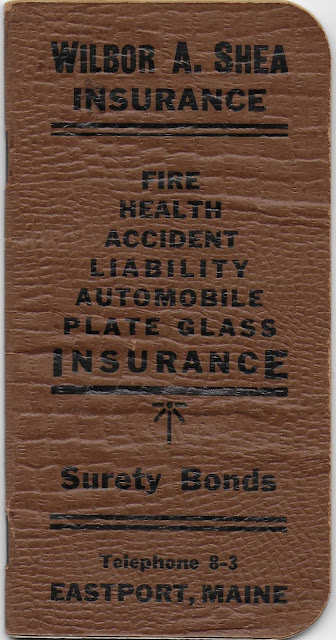 WILBOR A. SHEA
INSURANCE
FIRE
HEALTH
ACCIDENT
LIABILITY
AUTOMOBILE
PLATE GLASS
INSURANCE
Surety Bonds
Telephone 8-3
EASTPORT, MAINE